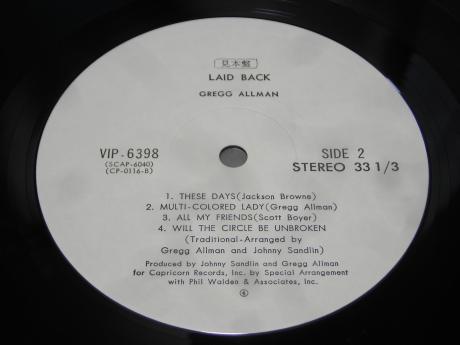 見本盤
LAID BACK
GREGG ALLMAN
VIP-6398
(SCAP-6040)
(CP-0116-B)
SIDE 2
STEREO 33 1/3
1. THESE DAYS(Jackson Browne)
2. MULTI-COLORED LADY(Gregg Allman)
3. ALL MY FRIENDS(Scott Boyer)
4. WILL THE CIRCLE BE UNBROKEN
(Traditional-Arranged by
Gregg Allman and Johnny Sandlin)
Produced by Johnny Sandlin and Gregg Allman
for Capricorn Records, Inc. by Special Arrangement
with Phil Walden & Associates, Inc.